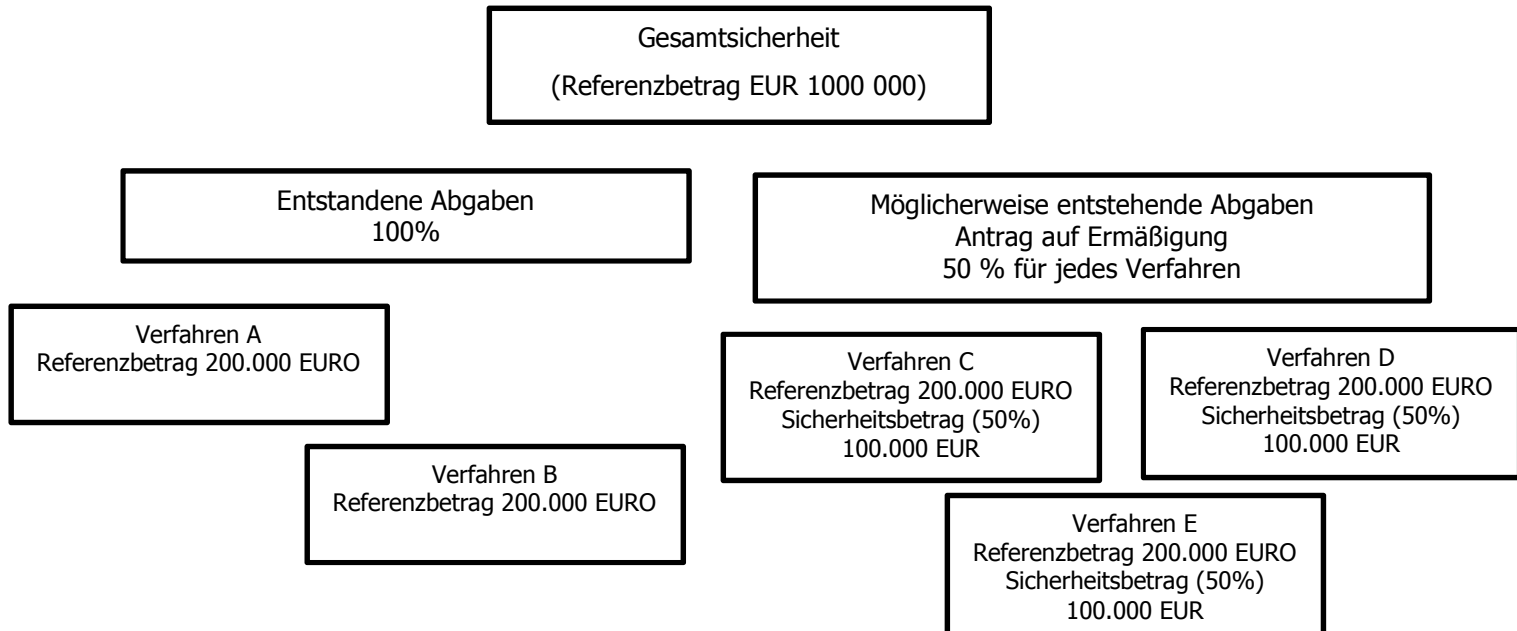 Gesamtsicherheit
(Referenzbetrag EUR 1000 000)
Entstandene Abgaben
100%
Möglicherweise entstehende Abgaben
Antrag auf Ermäßigung
50 % für jedes Verfahren
Verfahren A
Referenzbetrag 200.000 EURO
Verfahren B
Referenzbetrag 200.000 EURO
Verfahren C
Referenzbetrag 200.000 EURO
Sicherheitsbetrag (50%)
100.000 EUR
Verfahren D
Referenzbetrag 200.000 EURO
Sicherheitsbetrag (50%)
100.000 EUR
Verfahren E
Referenzbetrag 200.000 EURO
Sicherheitsbetrag (50%)
100.000 EUR